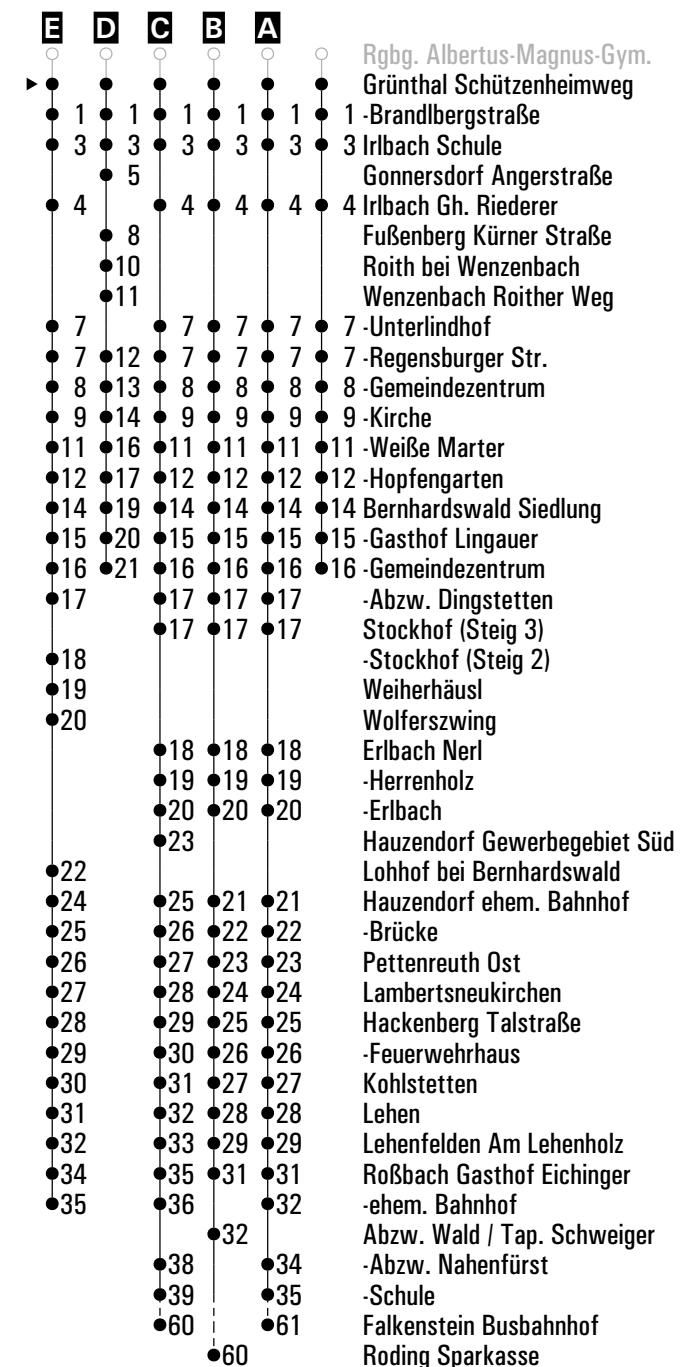 E D C B A
Rgbg. Albertus-Magnus-Gym.
Grünthal Schützenheimweg
1 1 1 1 1 1 -Brandlbergstraße
3 3 3 3 3 3 Irlbach Schule
5 Gonnersdorf Angerstraße
4 4 4 4 4 Irlbach Gh. Riederer
8 Fußenberg Kürner Straße
10 Roith bei Wenzenbach
11 Wenzenbach Roither Weg
7 7 7 7 7 -Unterlindhof
7 12 7 7 7 7 -Regensburger Str.
8 13 8 8 8 8 -Gemeindezentrum
9 14 9 9 9 9 -Kirche
11 16 11 11 11 11 -Weiße Marter
12 17 12 12 12 12 -Hopfengarten
14 19 14 14 14 14 Bernhardswald Siedlung
15 20 15 15 15 15 -Gasthof Lingauer
16 21 16 16 16 16 -Gemeindezentrum
17 17 17 17 -Abzw. Dingstetten
17 17 17 Stockhof (Steig 3)
18 -Stockhof (Steig 2)
19 Weiherhäusl
20 Wolferszwing
18 18 18 Erlbach Nerl
19 19 19 -Herrenholz
20 20 20 -Erlbach
23 Hauzendorf Gewerbegebiet Süd
22 Lohhof bei Bernhardswald
24 25 21 21 Hauzendorf ehem. Bahnhof
25 26 22 22 -Brücke
26 27 23 23 Pettenreuth Ost
27 28 24 24 Lambertsneukirchen
28 29 25 25 Hackenberg Talstraße
29 30 26 26 -Feuerwehrhaus
30 31 27 27 Kohlstetten
31 32 28 28 Lehen
32 33 29 29 Lehenfelden Am Lehenholz
34 35 31 31 Roßbach Gasthof Eichinger
35 36 32 -ehem. Bahnhof
32 Abzw. Wald / Tap. Schweiger
38 34 -Abzw. Nahenfürst
39 35 -Schule
60 61 Falkenstein Busbahnhof
60 Roding Sparkasse